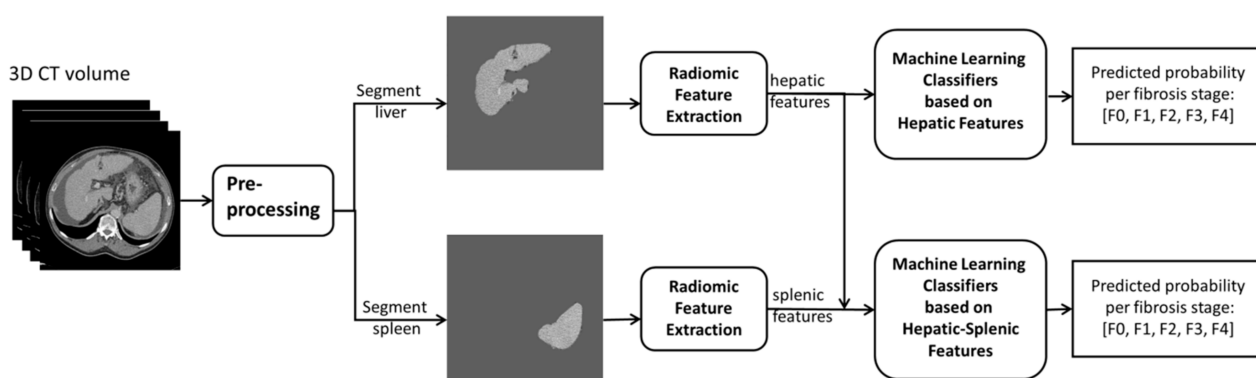 3D CT volume
Pre-
processing
Segment
liver
Radiomic
Feature
Extraction
hepatic
features
Machine Learning
Classifiers
based on
Hepatic Features
Predicted probability
per fibrosis stage:
[F0, F1, F2, F3, F4]
Segment
spleen
Radiomic
Feature
Extraction
splenic
features
Machine Learning
Classifiers
based on
Hepatic-Splenic
Features
Predicted probability
per fibrosis stage:
[F0, F1, F2, F3, F4]